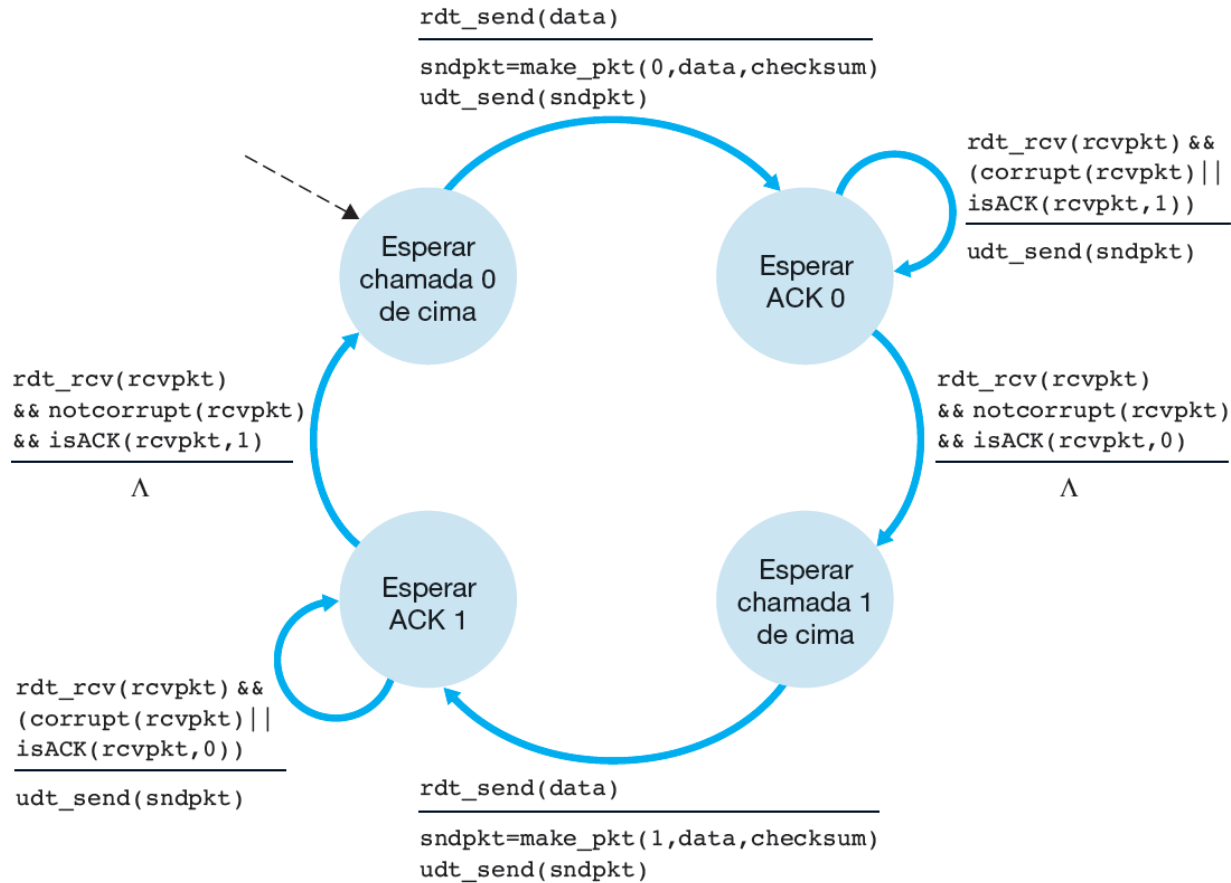 rdt_send(data)
sndpkt=make_pkt(0,data,checksum)
udt_send(sndpkt)
rdt_rcv(rcvpkt) &&
(corrupt(rcvpkt)||
isACK(rcvpkt,1))
udt_send(sndpkt)
Esperar
chamada 0
de cima
Esperar
ACK 0
rdt_rcv(rcvpkt)
&& notcorrupt(rcvpkt)
&& isACK(rcvpkt,1)
Λ
rdt_rcv(rcvpkt)
&& notcorrupt(rcvpkt)
&& isACK(rcvpkt,0)
Λ
Esperar
ACK 1
Esperar
chamada 1
de cima
rdt_rcv(rcvpkt) &&
(corrupt(rcvpkt)||
isACK(rcvpkt,0))
udt_send(sndpkt)
rdt_send(data)
sndpkt=make_pkt(1,data,checksum)
udt_send(sndpkt)